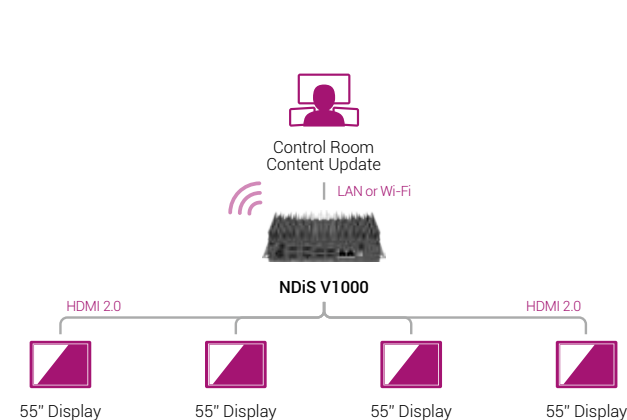 Control Room
Content Update
LAN or Wi-Fi
NDiS V1000
HDMI 2.0
HDMI 2.0
55" Display
55" Display
55" Display
55" Display